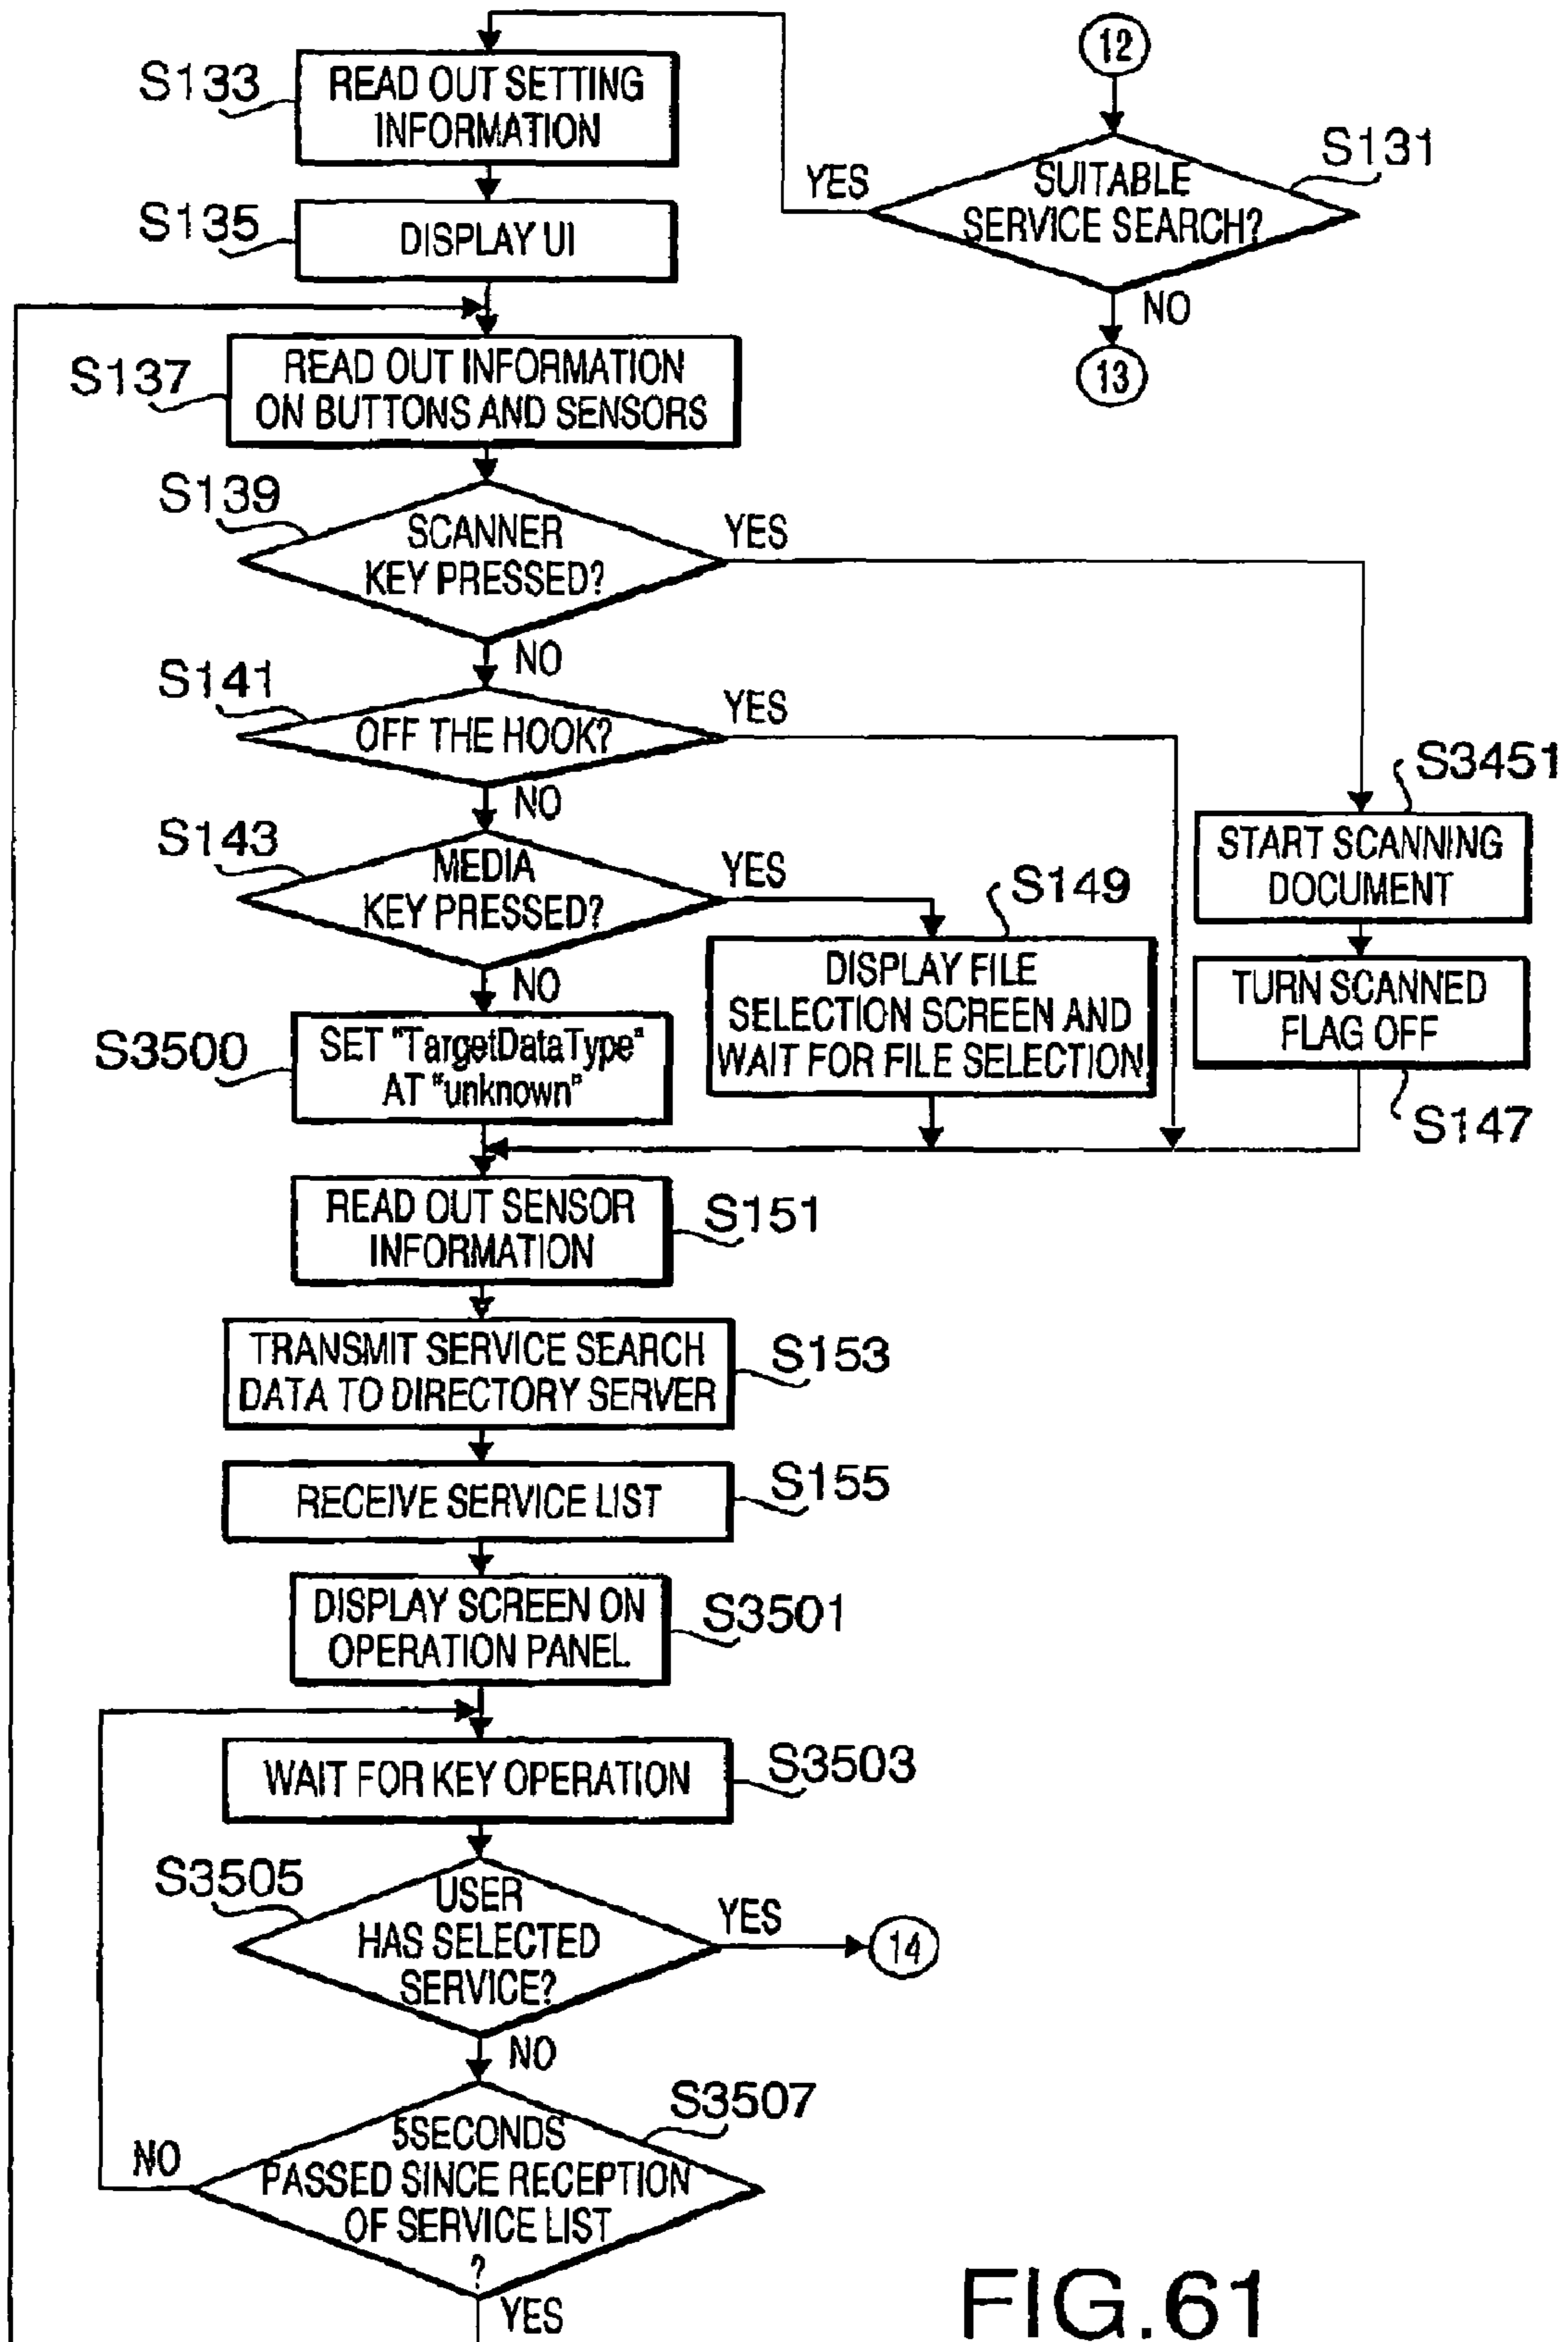 12
S131
SUITABLE
SERVICE SEARCH?
YES
NO
13
S133
READ OUT SETTING
INFORMATION
S135
DISPLAY UI
S137
READ OUT INFORMATION
ON BUTTONS AND SENSORS
S139
SCANNER
KEY PRESSED?
YES
NO
S141
OFF THE HOOK?
YES
NO
S143
MEDIA
KEY PRESSED?
YES
NO
S3451
START SCANNING
DOCUMENT
TURN SCANNED
FLAG OFF
S147
S149
DISPLAY FILE
SELECTION SCREEN AND
WAIT FOR FILE SELECTION
S3500
SET "TargetDataType"
AT "unknown"
READ OUT SENSOR
INFORMATION
S151
TRANSMIT SERVICE SEARCH
DATA TO DIRECTORY SERVER
S153
RECEIVE SERVICE LIST
S155
DISPLAY SCREEN ON
OPERATION PANEL
S3501
WAIT FOR KEY OPERATION
S3503
S3505
USER
HAS SELECTED
SERVICE?
YES
14
NO
S3507
5SECONDS
PASSED SINCE RECEPTION
OF SERVICE LIST
?
NO
YES
FIG.61